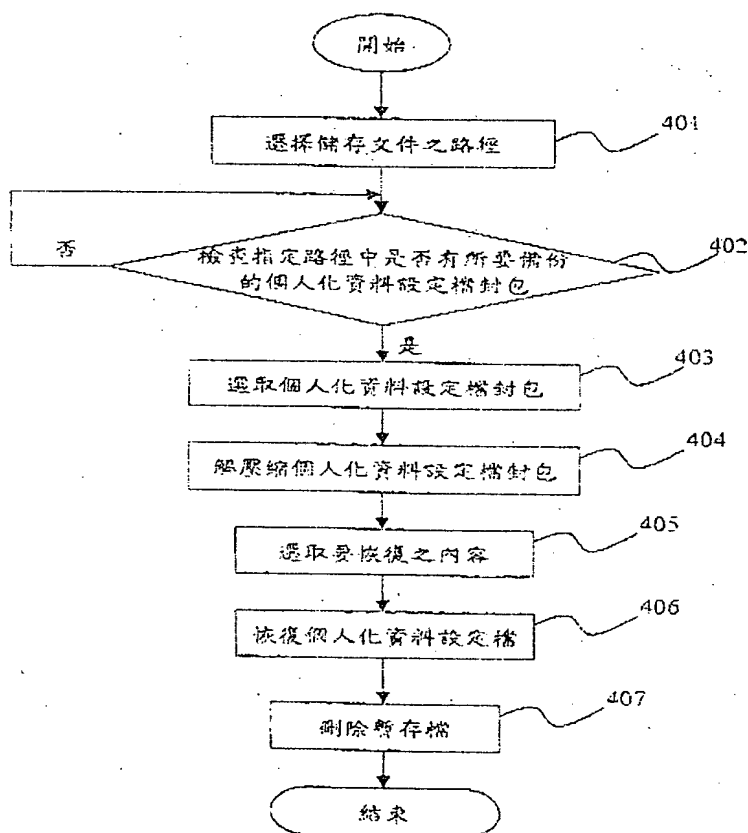 開始
401
選擇儲存文件之路徑
否
檢查指定路徑中是否有所要備份
的個人化資料設定檔封包
402
是
403
選取個人化資料設定檔封包
404
解壓縮個人化資料設定檔封包
405
選取要恢復之內容
406
恢復個人化資料設定檔
407
刪除暫存檔
結束